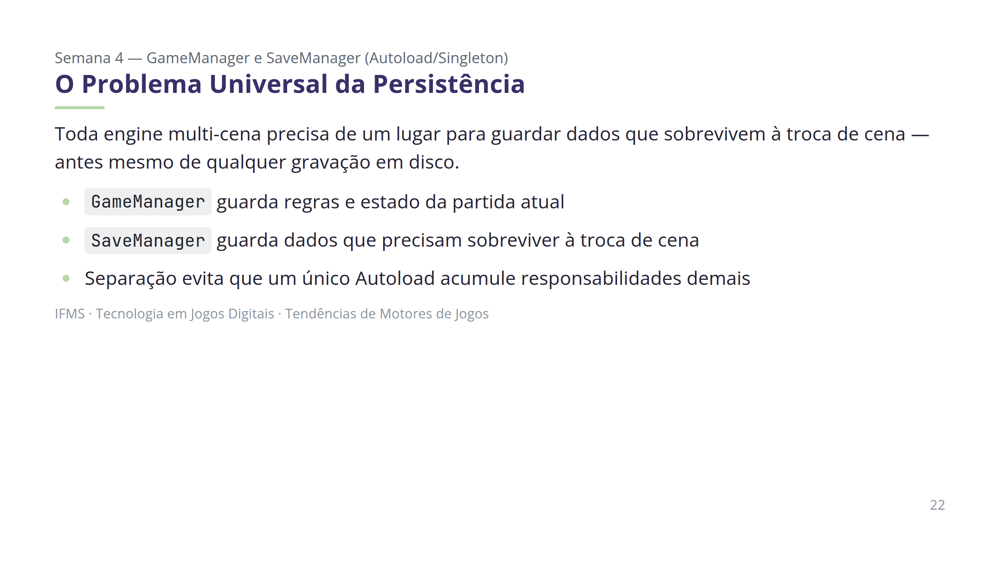 Semana 4 — GameManager e SaveManager (Autoload/Singleton)
O Problema Universal da Persistência
Toda engine multi-cena precisa de um lugar para guardar dados que sobrevivem à troca de cena —
antes mesmo de qualquer gravação em disco.
GameManager guarda regras e estado da partida atual
SaveManager guarda dados que precisam sobreviver à troca de cena
Separação evita que um único Autoload acumule responsabilidades demais
IFMS · Tecnologia em Jogos Digitais · Tendências de Motores de Jogos
22